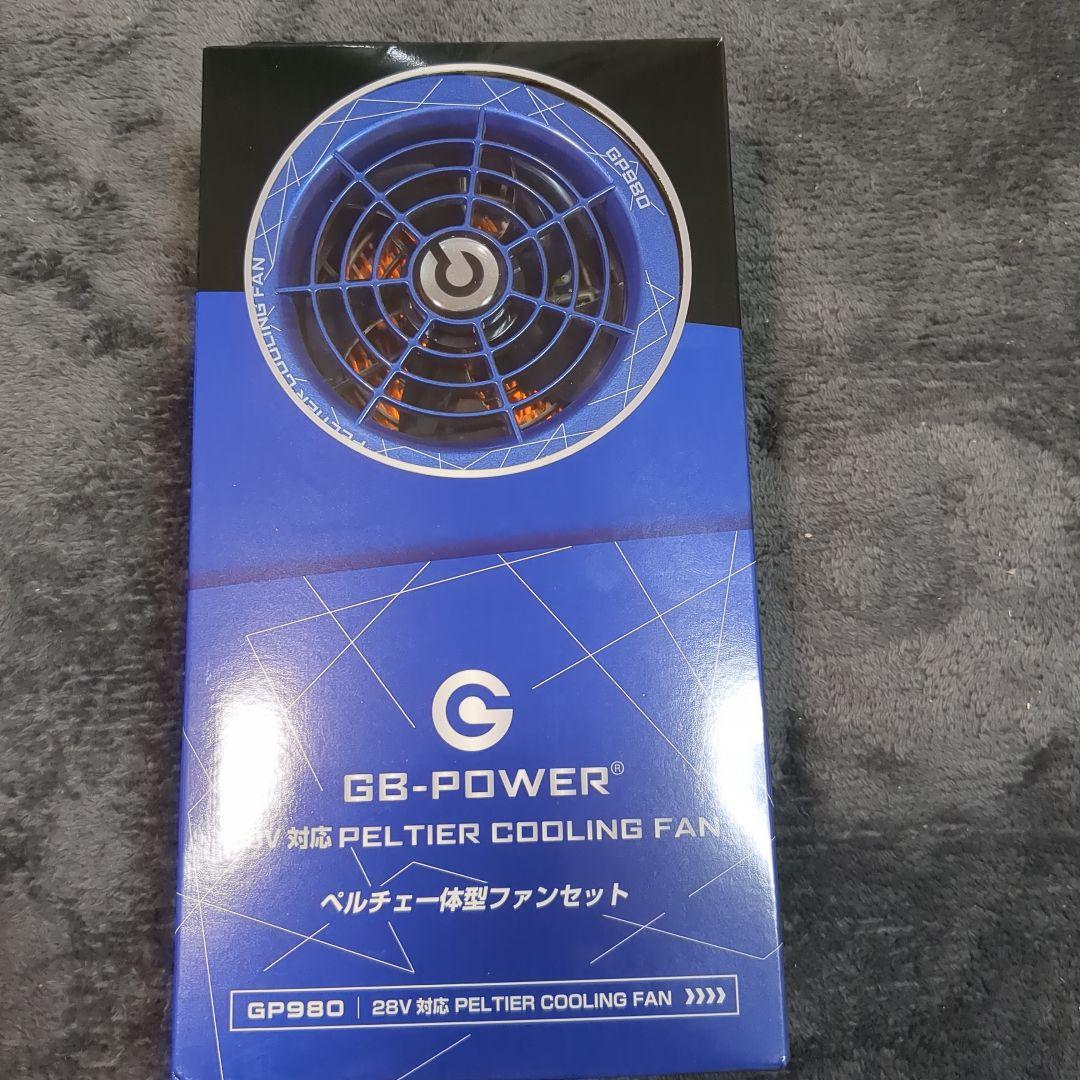 GP980
PELTIER COOLING FAN
GB-POWER®
V 対応 PELTIER COOLING FAN
ペルチェ一体型ファンセット
GP980 | 28V 対応 PELTIER COOLING FAN